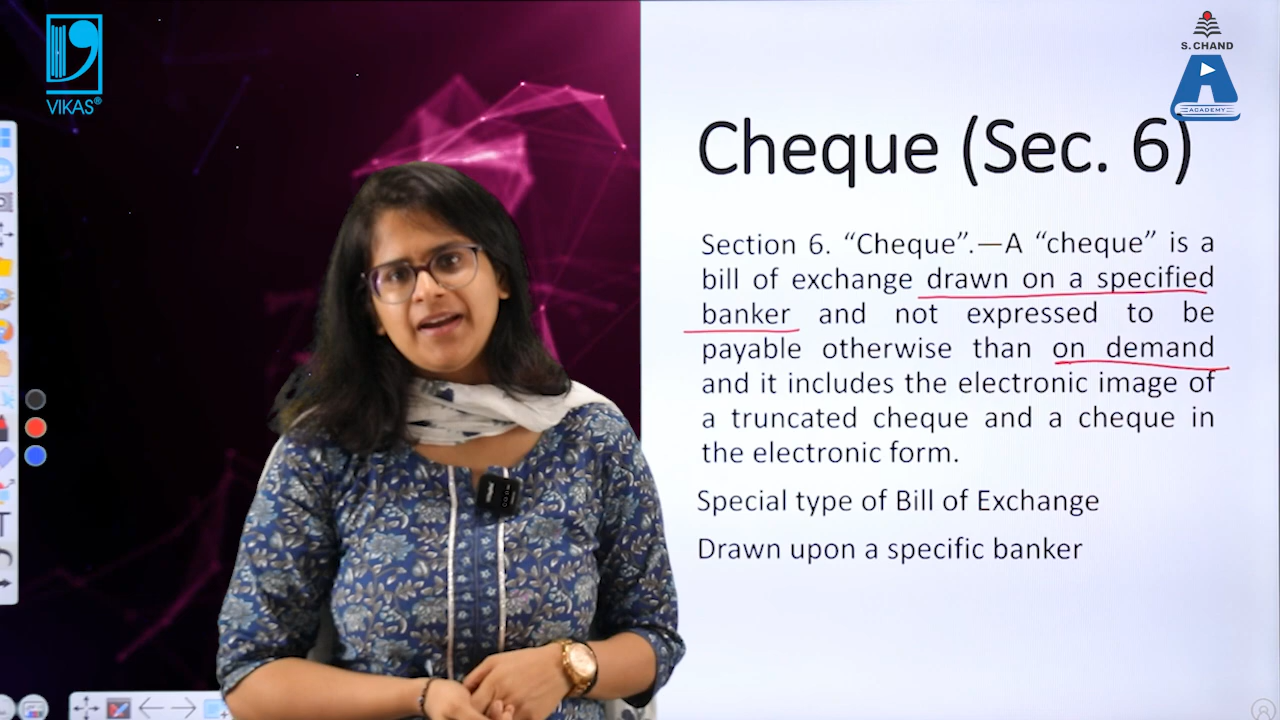 VIKAS®
S. CHAND
ACADEMY
Cheque (Sec. 6)
Section 6. “Cheque”.—A “cheque” is a
bill of exchange drawn on a specified
banker and not expressed to be
payable otherwise than on demand
and it includes the electronic image of
a truncated cheque and a cheque in
the electronic form.
Special type of Bill of Exchange
Drawn upon a specific banker